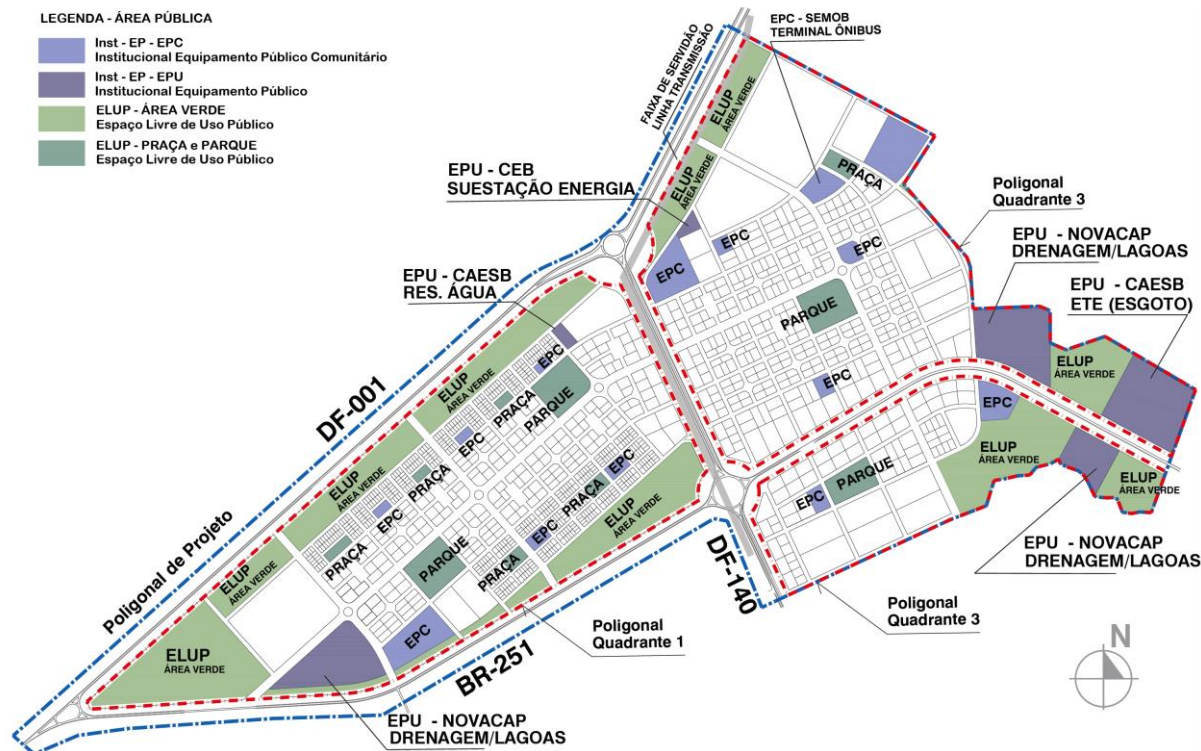 LEGENDA - ÁREA PÚBLICA
Inst - EP - EPC
Institucional Equipamento Público Comunitário
Inst - EP - EPU
Institucional Equipamento Público
ELUP - ÁREA VERDE
Espaço Livre de Uso Público
ELUP - PRAÇA e PARQUE
Espaço Livre de Uso Público
FAIXA DE SERVIDÃO
LINHA TRANSMISSÃO
EPC - SEMOB
TERMINAL ÔNIBUS
ELUP
ÁREA VERDE
ELUP
ÁREA VERDE
PRAÇA
EPU - CEB
SUESTAÇÃO ENERGIA
Poligonal
Quadrante 3
EPU - NOVACAP
DRENAGEM/LAGOAS
EPC
EPC
EPC
EPU - CAESB
RES. ÁGUA
EPU - CAESB
ETE (ESGOTO)
PARQUE
ELUP
ÁREA VERDE
EPC
ELUP
ÁREA VERDE
EPC
PRAÇA
PARQUE
EPC
DF-001
EPC
PRAÇA
ELUP
ÁREA VERDE
EPC
PRAÇA
ELUP
ÁREA VERDE
EPC
PARQUE
ELUP
ÁREA VERDE
ELUP
ÁREA VERDE
EPC
PRAÇA
ELUP
ÁREA VERDE
EPC
PRAÇA
PARQUE
Poligonal de Projeto
ELUP
ÁREA VERDE
EPC
DF-140
EPU - NOVACAP
DRENAGEM/LAGOAS
Poligonal
Quadrante 3
Poligonal
Quadrante 1
BR-251
N
EPU - NOVACAP
DRENAGEM/LAGOAS